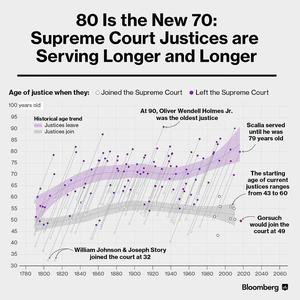 80 Is the New 70:
Supreme Court Justices are
Serving Longer and Longer
Age of justice when they: Joined the Supreme Court Left the Supreme Court
100 years old
95
90
85
80
75
70
65
60
55
50
45
40
35
30
Historical age trend
Justices leave
Justices join
At 90, Oliver Wendell Holmes Jr.
was the oldest justice
Scalia served
until he was
79 years old
The starting
age of current
justices ranges
from 43 to 60
Gorsuch
would join the
court at 49
William Johnson & Joseph Story
joined the court at 32
1780 1800 1820 1840 1860 1880 1900 1920 1940 1960 1980 2000 2020 2040 2060
Bloomberg